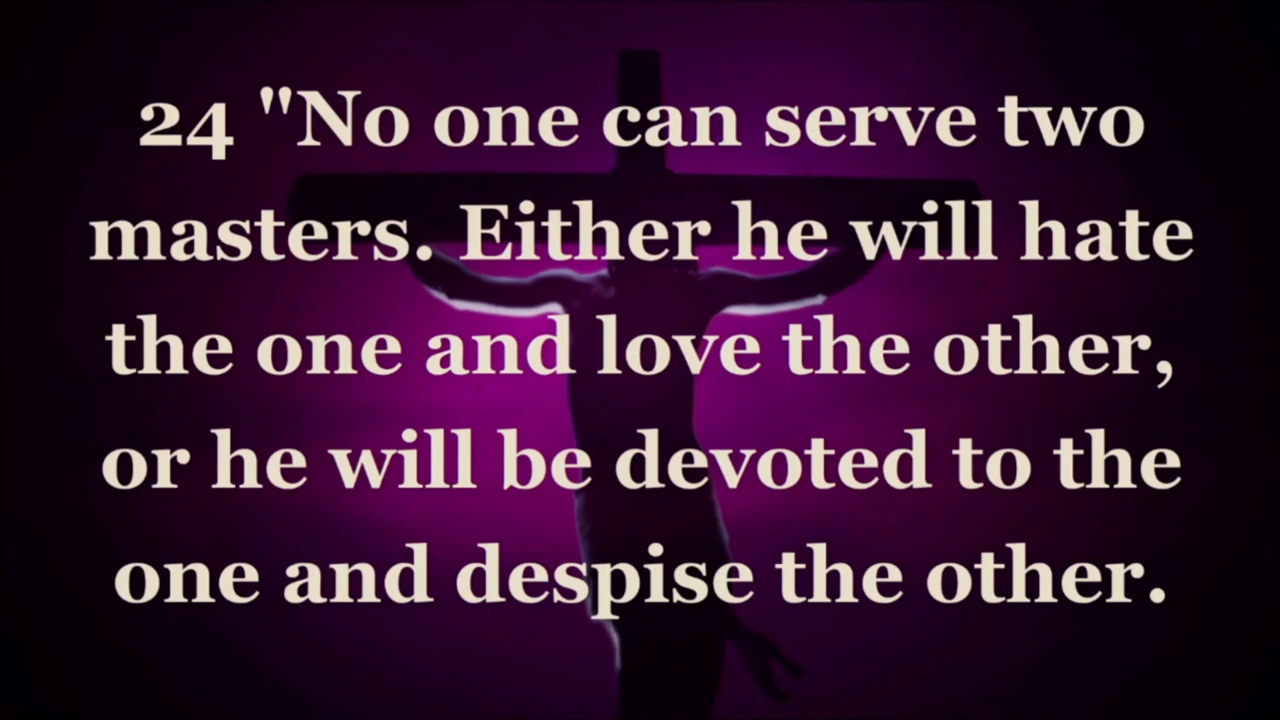 24 "No one can serve two
masters. Either he will hate
the one and love the other,
or he will be devoted to the
one and despise the other.